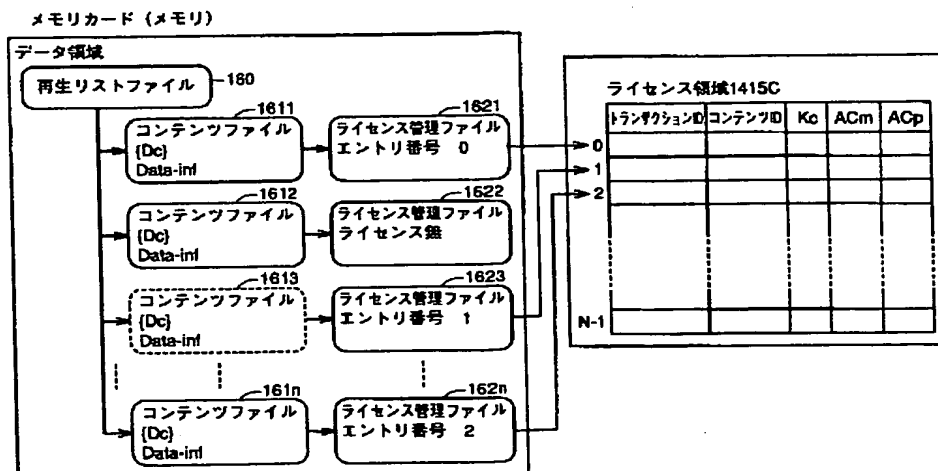 メモリカード (メモリ)
データ領域
再生リストファイル
160
1611
コンテンツファイル
{Dc}
Data-inf
1621
ライセンス管理ファイル
エントリ番号 0
1612
コンテンツファイル
{Dc}
Data-inf
1622
ライセンス管理ファイル
ライセンス無
1613
コンテンツファイル
{Dc}
Data-inf
1623
ライセンス管理ファイル
エントリ番号 1
161n
コンテンツファイル
{Dc}
Data-inf
162n
ライセンス管理ファイル
エントリ番号 2
ライセンス領域1415C
トランザクションID コンテンツID Kc ACm ACp
0
1
2
N-1